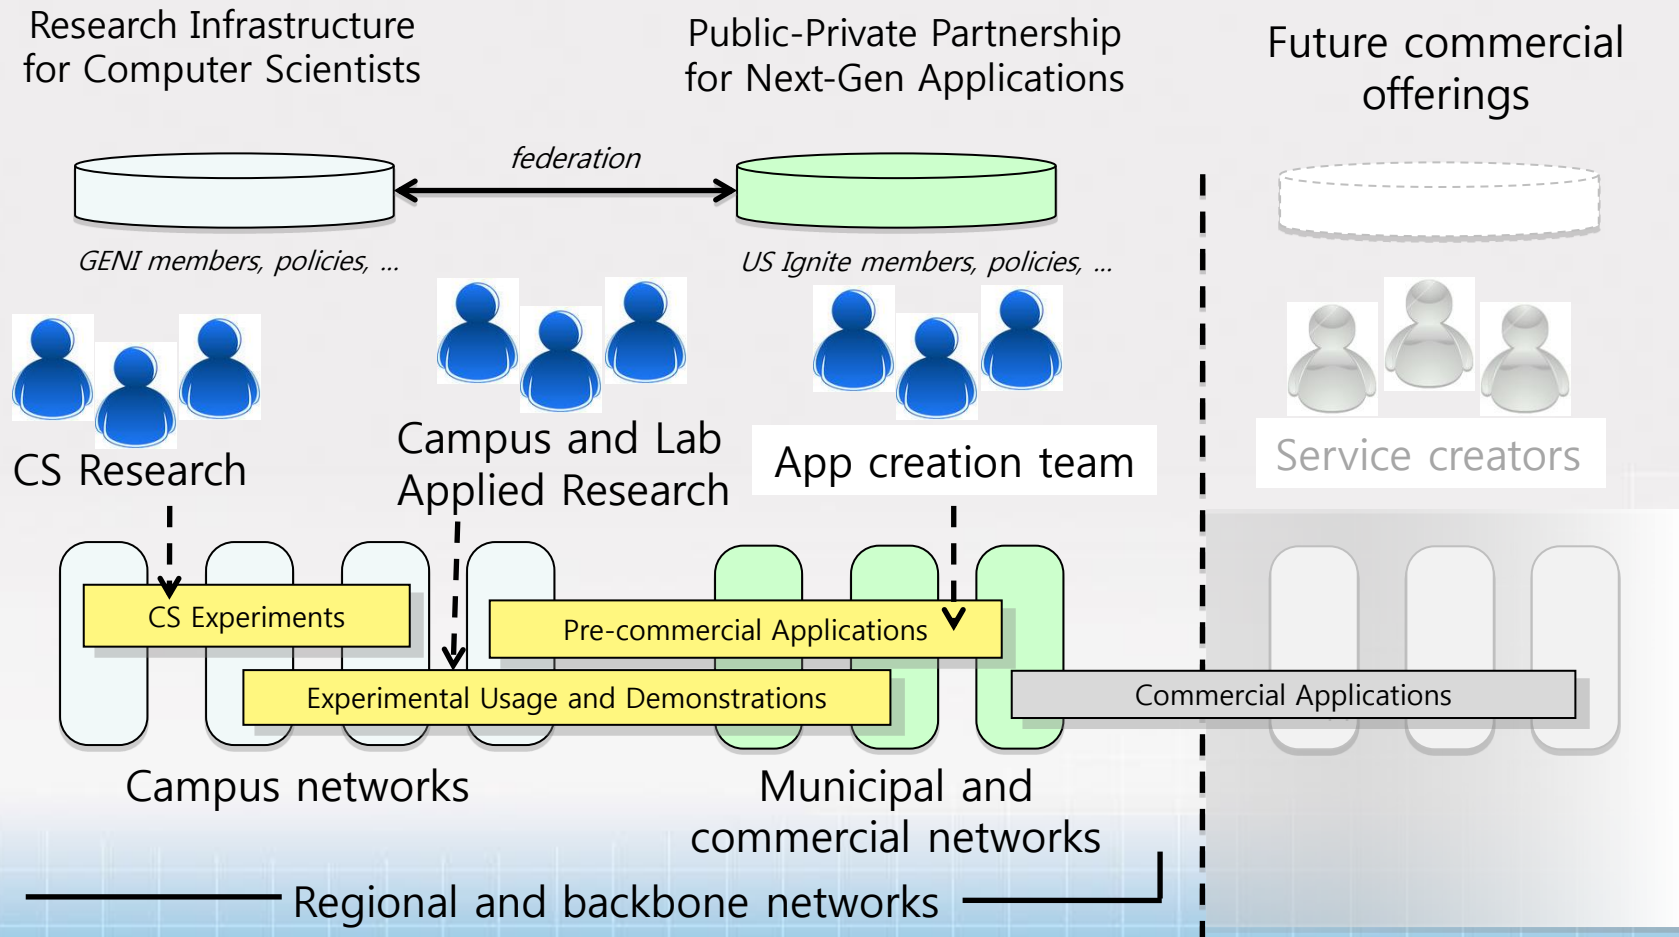 Research Infrastructure
for Computer Scientists
Public-Private Partnership
for Next-Gen Applications
Future commercial
offerings
federation
GENI members, policies, ...
US Ignite members, policies, ...
CS Research
Campus and Lab
Applied Research
App creation team
Service creators
CS Experiments
Pre-commercial Applications
Experimental Usage and Demonstrations
Commercial Applications
Campus networks
Municipal and
commercial networks
Regional and backbone networks